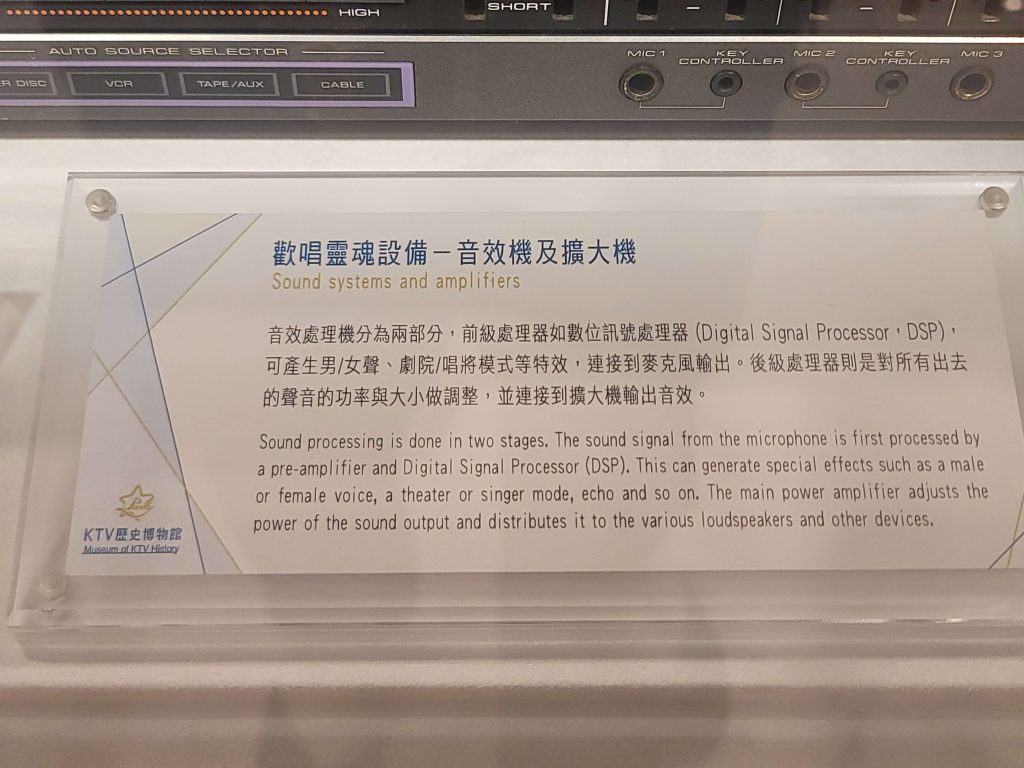 HIGH
SHORT
AUTO SOURCE SELECTOR
MIC 1
KEY CONTROLLER
MIC 2
KEY CONTROLLER
MIC 3
DISC
VCR
TAPE/AUX
CABLE
歡唱靈魂設備－音效機及擴大機
Sound systems and amplifiers
音效處理機分為兩部分，前級處理器如數位訊號處理器 (Digital Signal Processor，DSP)，
可產生男/女聲、劇院/唱將模式等特效，連接到麥克風輸出。後級處理器則是對所有出去
的聲音的功率與大小做調整，並連接到擴大機輸出音效。
Sound processing is done in two stages. The sound signal from the microphone is first processed by
a pre-amplifier and Digital Signal Processor (DSP). This can generate special effects such as a male
or female voice, a theater or singer mode, echo and so on. The main power amplifier adjusts the
power of the sound output and distributes it to the various loudspeakers and other devices.
KTV歷史博物館
Museum of KTV History